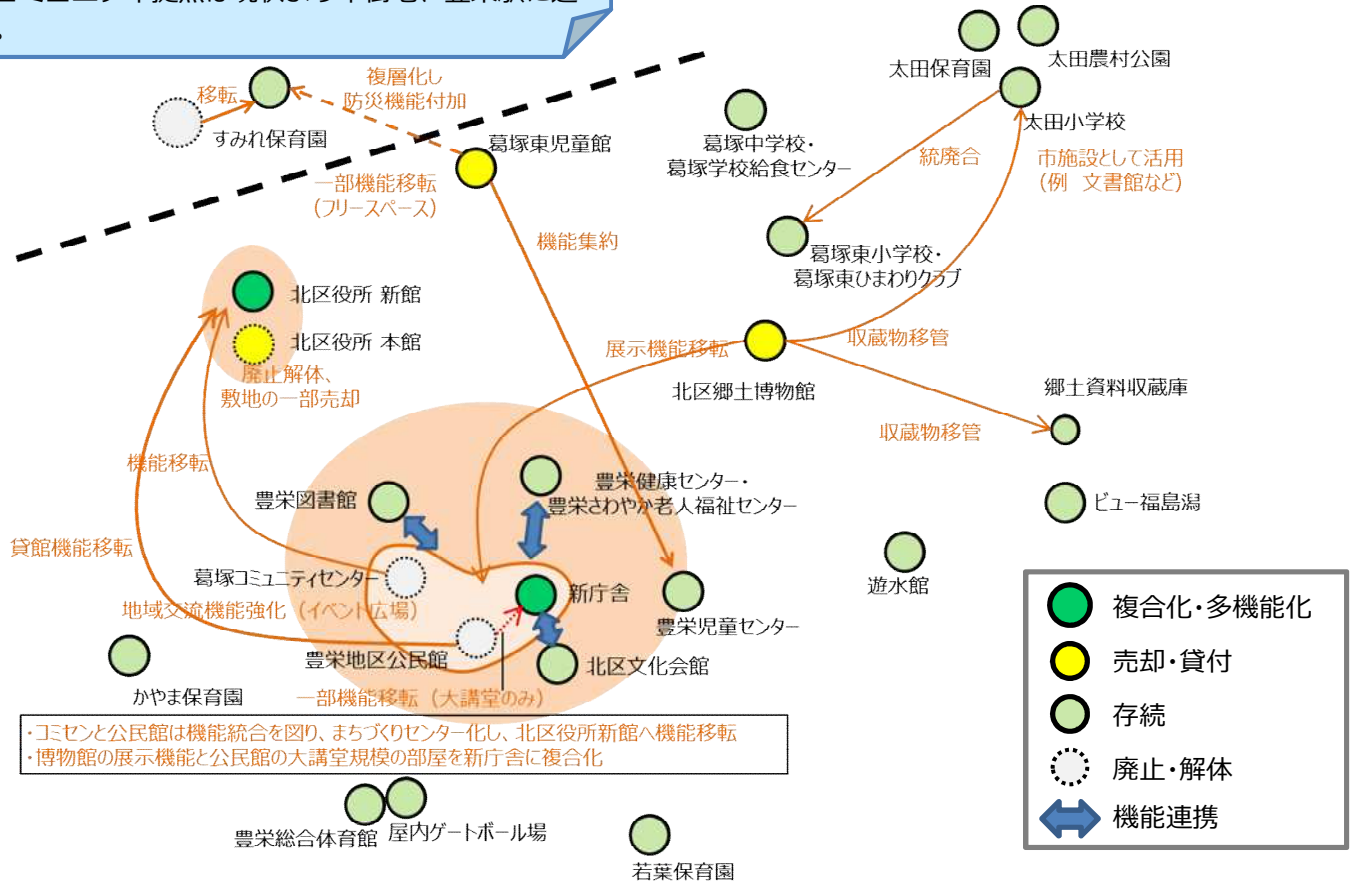 太田保育園
太田農村公園
複層化し
防災機能付加
移転
すみれ保育園
葛塚東児童館
葛塚中学校・
葛塚学校給食センター
太田小学校
統廃合
市施設として活用
(例　文書館など)
一部機能移転
(フリースペース)
機能集約
葛塚東小学校・
葛塚東ひまわりクラブ
北区役所 新館
北区役所 本館
廃止解体、
敷地の一部売却
展示機能移転
収蔵物移管
北区郷土博物館
郷土資料収蔵庫
収蔵物移管
機能移転
豊栄図書館
豊栄健康センター・
豊栄さわやか老人福祉センター
ビュー福島潟
貸館機能移転
葛塚コミュニティセンター
新庁舎
遊水館
地域交流機能強化（イベント広場）
豊栄児童センター
豊栄地区公民館
北区文化会館
かやま保育園
一部機能移転（大講堂のみ）
・コミセンと公民館は機能統合を図り、まちづくりセンター化し、北区役所新館へ機能移転
・博物館の展示機能と公民館の大講堂規模の部屋を新庁舎に複合化
豊栄総合体育館
屋内ゲートボール場
若葉保育園
複合化・多機能化
売却・貸付
存続
廃止・解体
機能連携